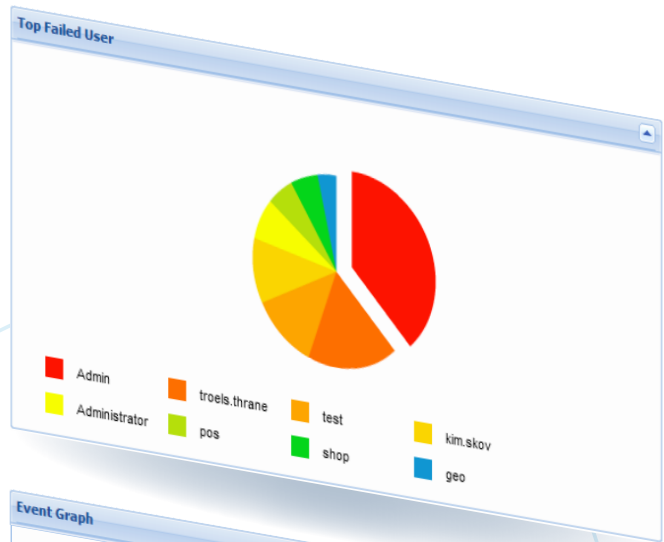 Top Failed User
Admin
troels.thrane
test
kim.skov
Administrator
pos
shop
geo
Event Graph